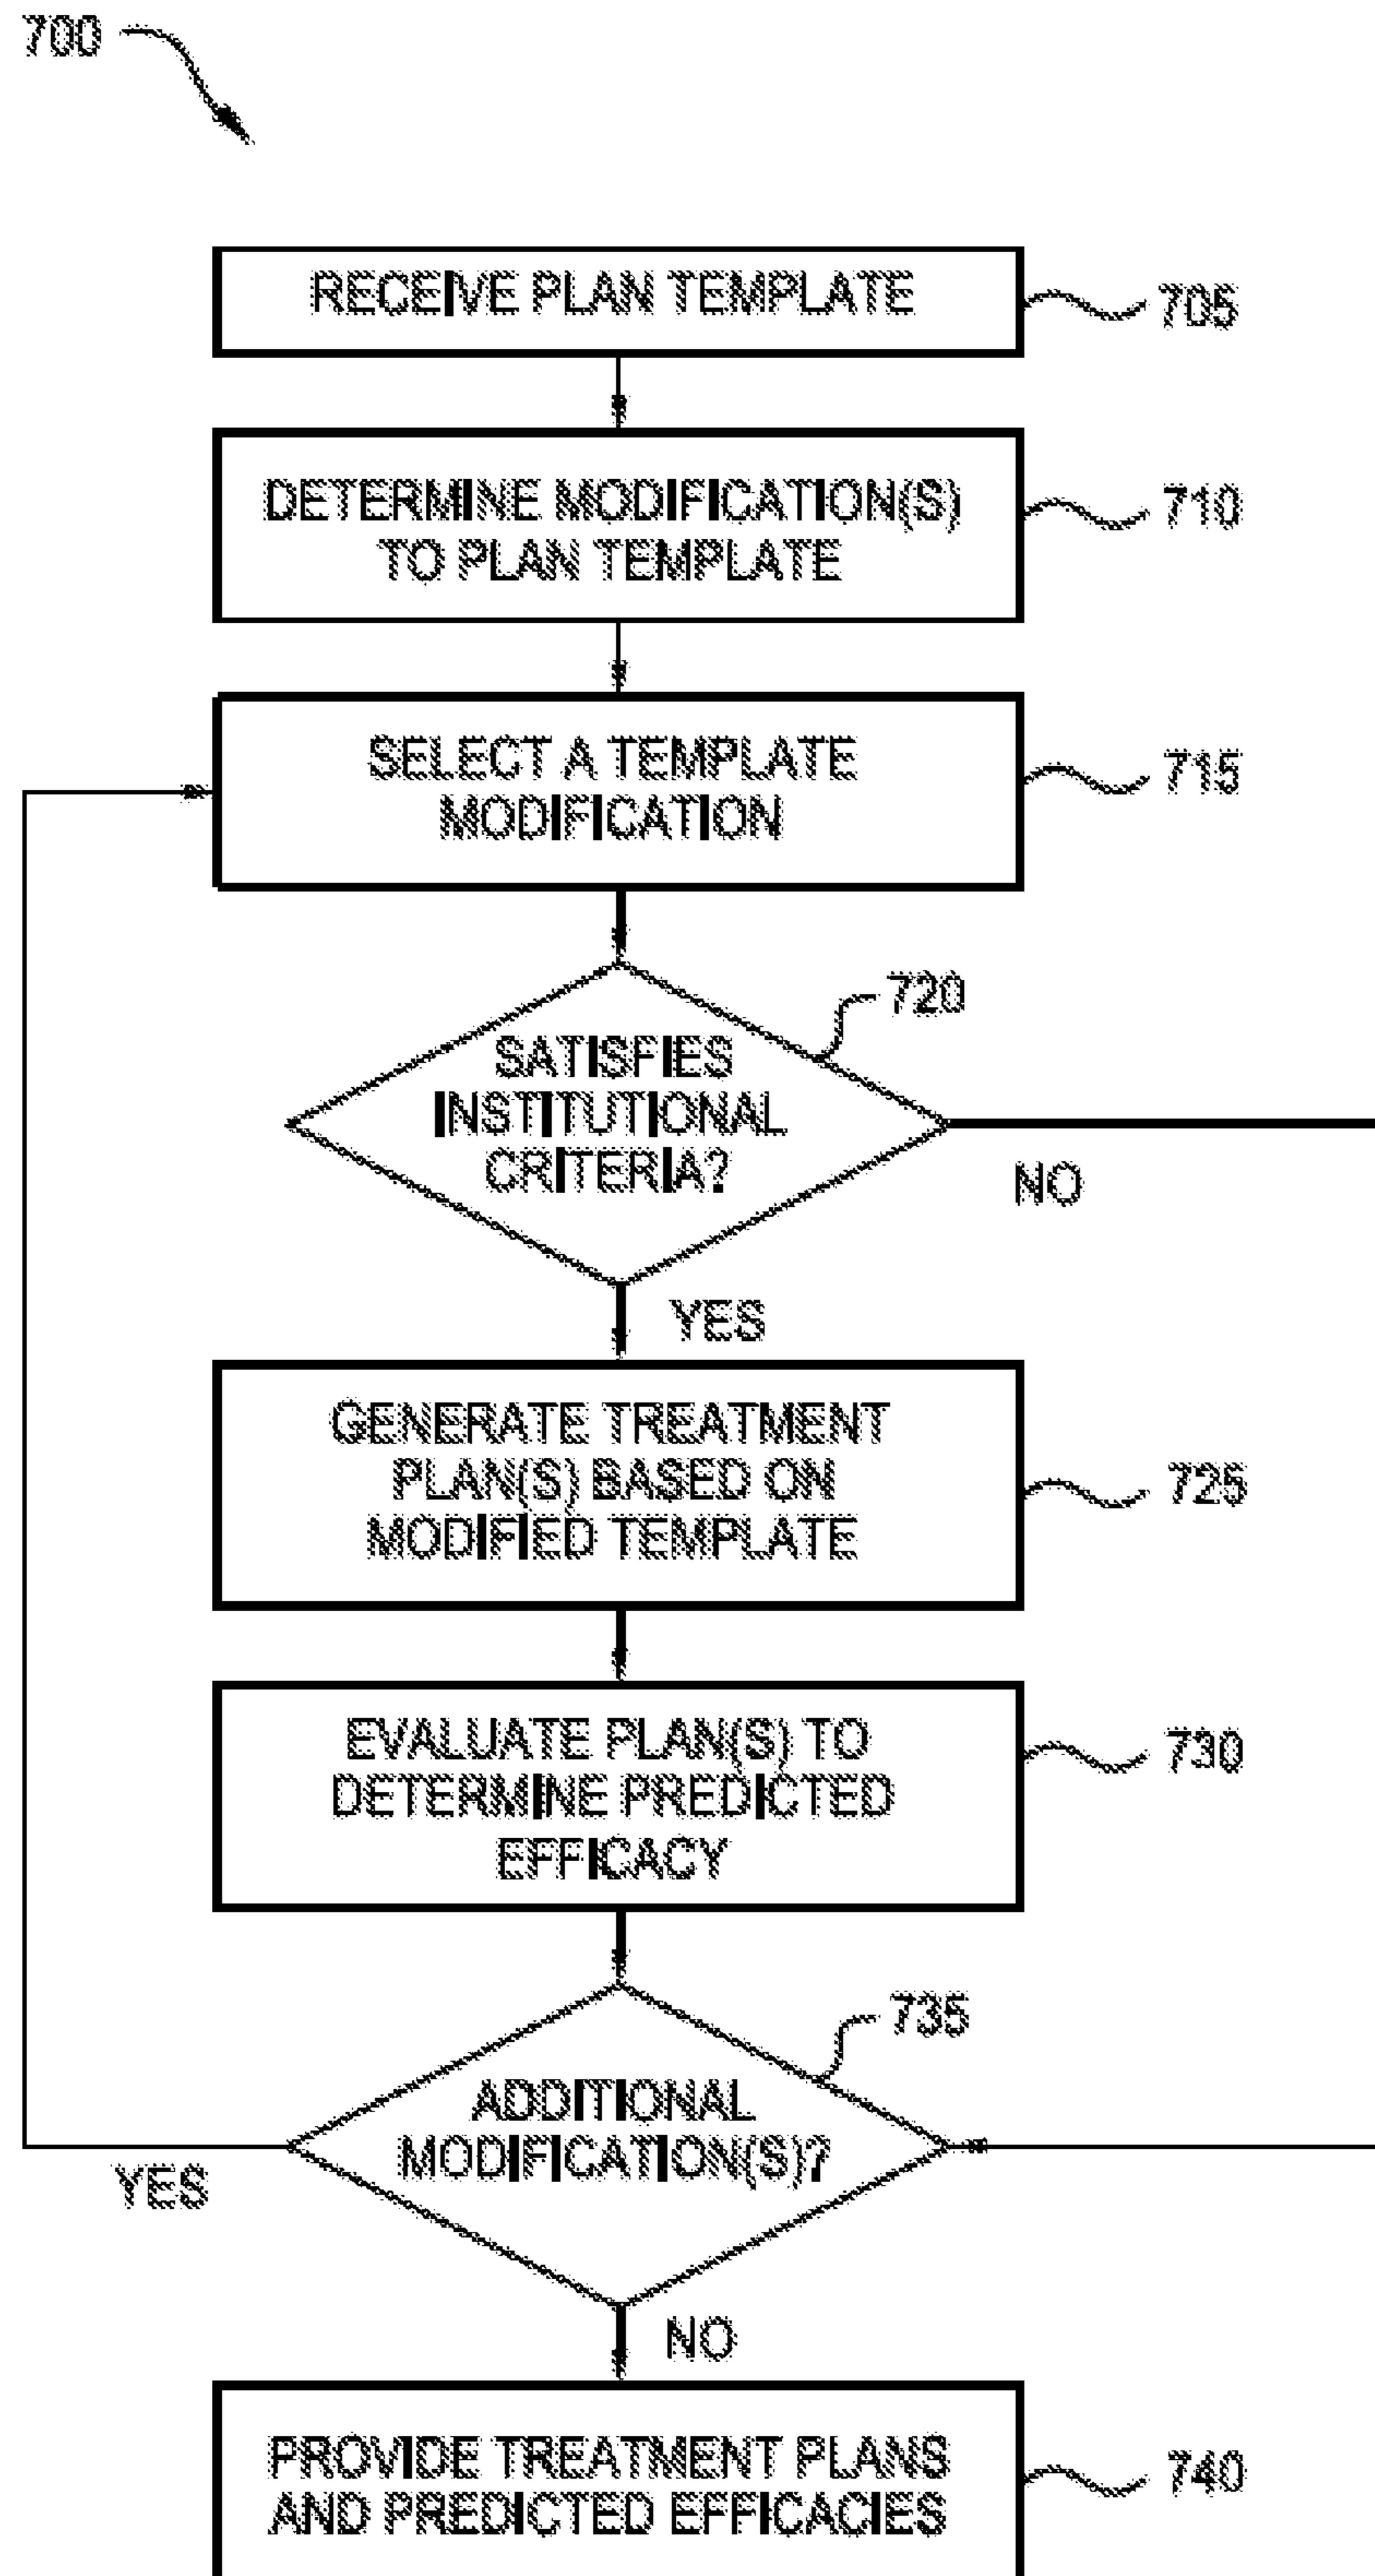 700
RECEIVE PLAN TEMPLATE
705
DETERMINE MODIFICATION(S)
TO PLAN TEMPLATE
710
SELECT A TEMPLATE
MODIFICATION
715
720
SATISFIES
INSTITUTIONAL
CRITERIA?
NO
YES
GENERATE TREATMENT
PLAN(S) BASED ON
MODIFIED TEMPLATE
725
EVALUATE PLAN(S) TO
DETERMINE PREDICTED
EFFICACY
730
735
ADDITIONAL
MODIFICATION(S)?
YES
NO
PROVIDE TREATMENT PLANS
AND PREDICTED EFFICACIES
740